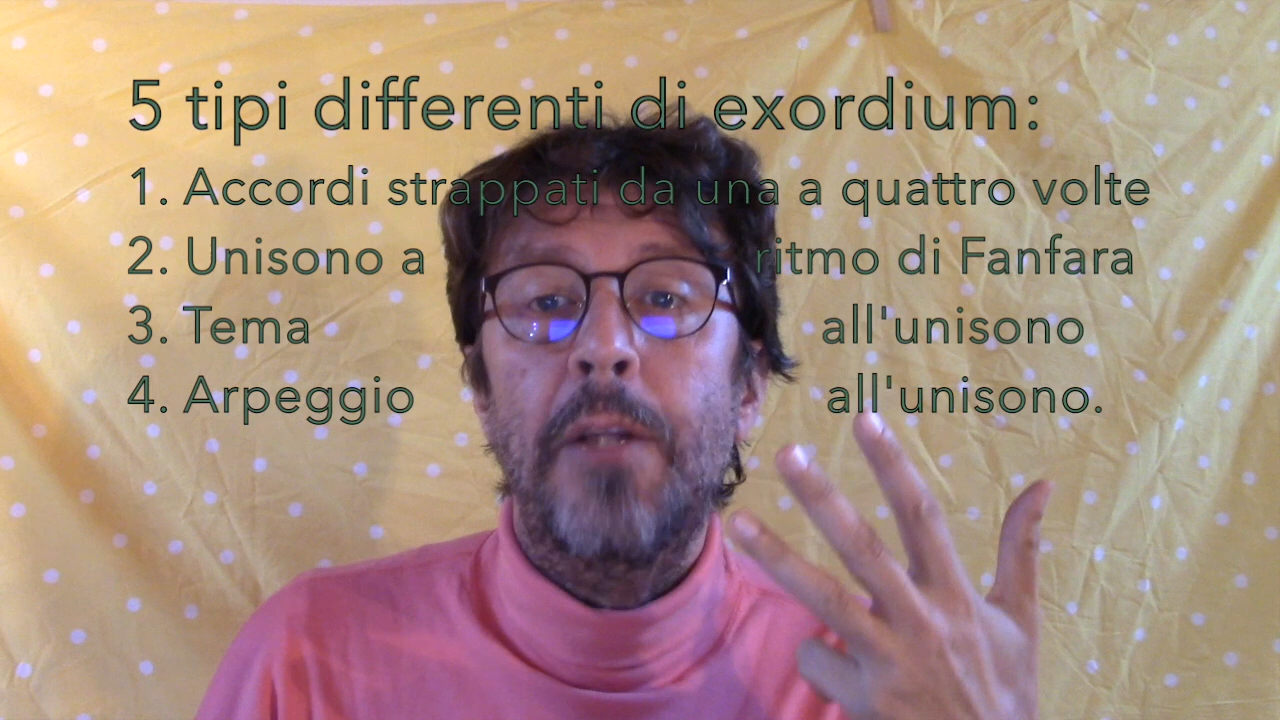 5 tipi differenti di exordium:
1. Accordi strappati da una a quattro volte
2. Unisono a ritmo di Fanfara
3. Tema all'unisono
4. Arpeggio all'unisono.